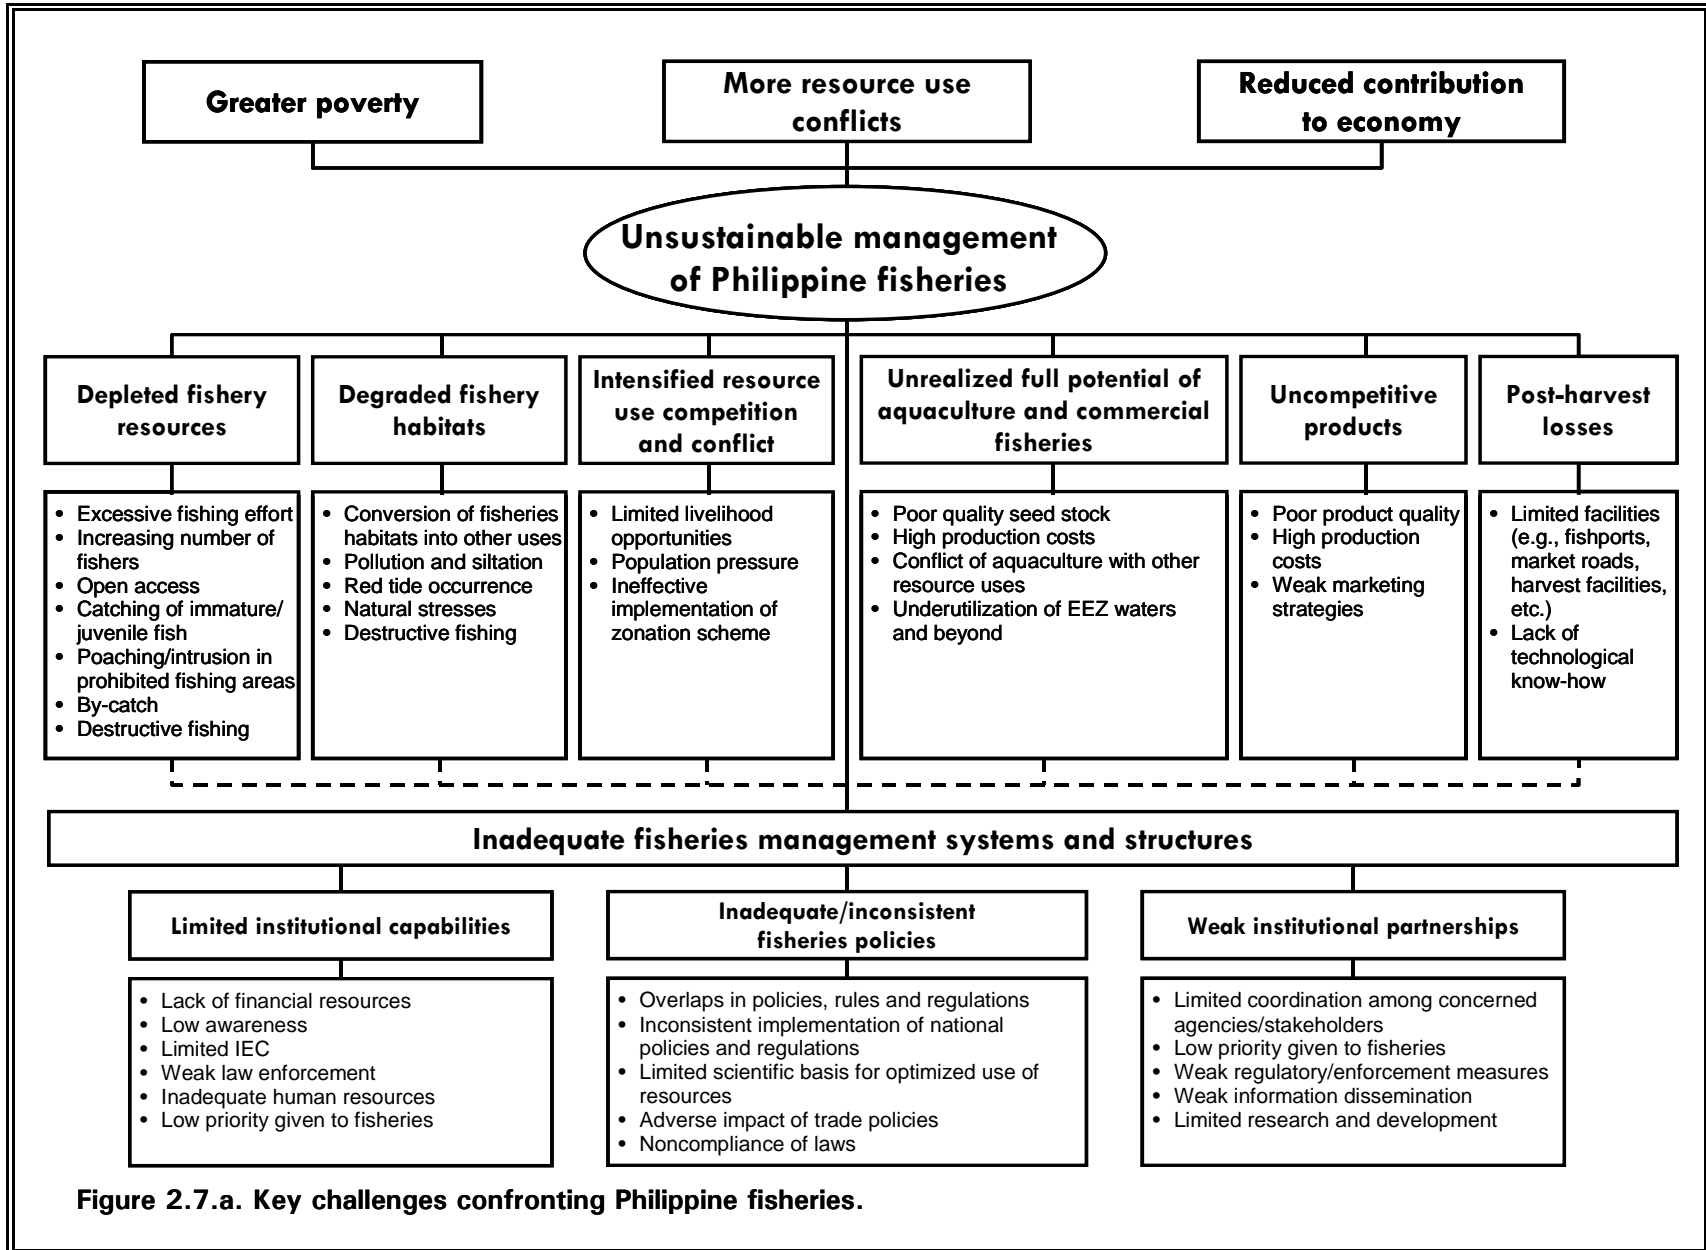 Greater poverty
More resource use
conflicts
Reduced contribution
to economy
Unsustainable management
of Philippine fisheries
Depleted fishery
resources
Degraded fishery
habitats
Intensified resource
use competition
and conflict
Unrealized full potential of
aquaculture and commercial
fisheries
Uncompetitive
products
Post-harvest
losses
• Excessive fishing effort
• Increasing number of
fishers
• Open access
• Catching of immature/
juvenile fish
• Poaching/intrusion in
prohibited fishing areas
• By-catch
• Destructive fishing
• Conversion of fisheries
habitats into other uses
• Pollution and siltation
• Red tide occurrence
• Natural stresses
• Destructive fishing
• Limited livelihood
opportunities
• Population pressure
• Ineffective
implementation of
zonation scheme
• Poor quality seed stock
• High production costs
• Conflict of aquaculture with other
resource uses
• Underutilization of EEZ waters
and beyond
• Poor product quality
• High production
costs
• Weak marketing
strategies
• Limited facilities
(e.g., fishports,
market roads,
harvest facilities,
etc.)
• Lack of
technological
know-how
Inadequate fisheries management systems and structures
Limited institutional capabilities
Inadequate/inconsistent
fisheries policies
Weak institutional partnerships
• Lack of financial resources
• Low awareness
• Limited IEC
• Weak law enforcement
• Inadequate human resources
• Low priority given to fisheries
• Overlaps in policies, rules and regulations
• Inconsistent implementation of national
policies and regulations
• Limited scientific basis for optimized use of
resources
• Adverse impact of trade policies
• Noncompliance of laws
• Limited coordination among concerned
agencies/stakeholders
• Low priority given to fisheries
• Weak regulatory/enforcement measures
• Weak information dissemination
• Limited research and development
Figure 2.7.a. Key challenges confronting Philippine fisheries.